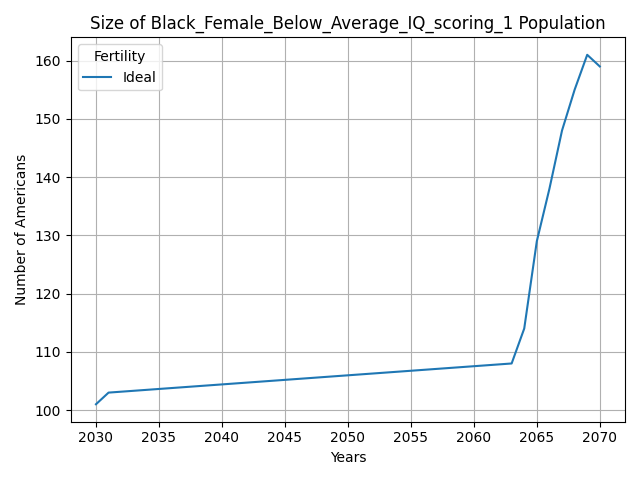 Size of Black_Female_Below_Average_IQ_scoring_1 Population
Fertility
Ideal
160
150
140
130
120
110
100
Number of Americans
2030 2035 2040 2045 2050 2055 2060 2065 2070
Years